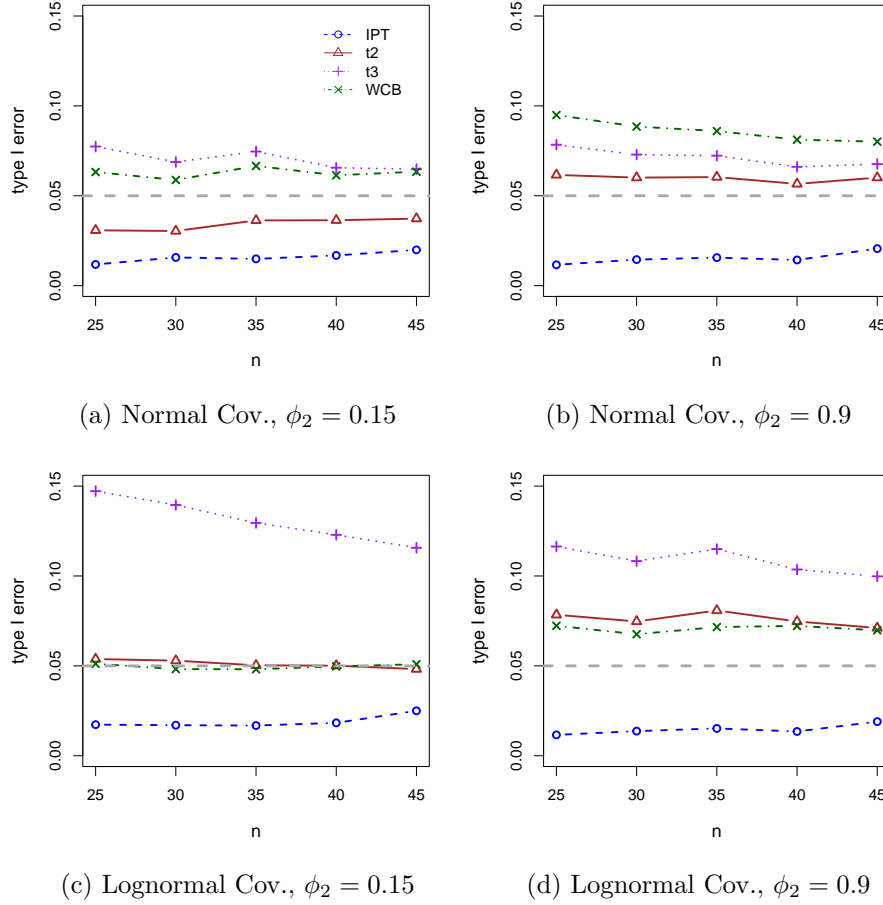 0.15
0.10
0.05
0.00
type I error
IPT
t2
t3
WCB
25 30 35 40 45
n
(a) Normal Cov., ϕ₂ = 0.15
0.15
0.10
0.05
0.00
type I error
25 30 35 40 45
n
(b) Normal Cov., ϕ₂ = 0.9
0.15
0.10
0.05
0.00
type I error
25 30 35 40 45
n
(c) Lognormal Cov., ϕ₂ = 0.15
0.15
0.10
0.05
0.00
type I error
25 30 35 40 45
n
(d) Lognormal Cov., ϕ₂ = 0.9